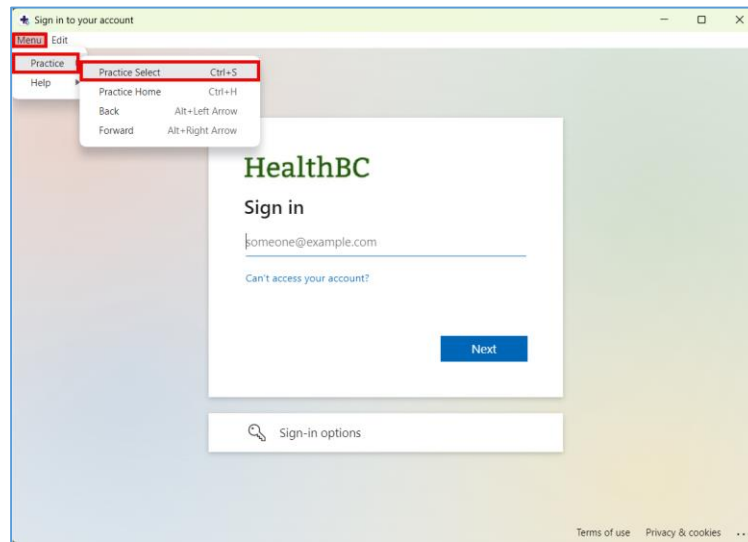 Sign in to your account
Menu Edit
Practice
Help
Practice Select Ctrl+S
Practice Home Ctrl+H
Back Alt+Left Arrow
Forward Alt+Right Arrow
HealthBC
Sign in
someone@example.com
Can't access your account?
Next
Sign-in options
Terms of use Privacy & cookies ...